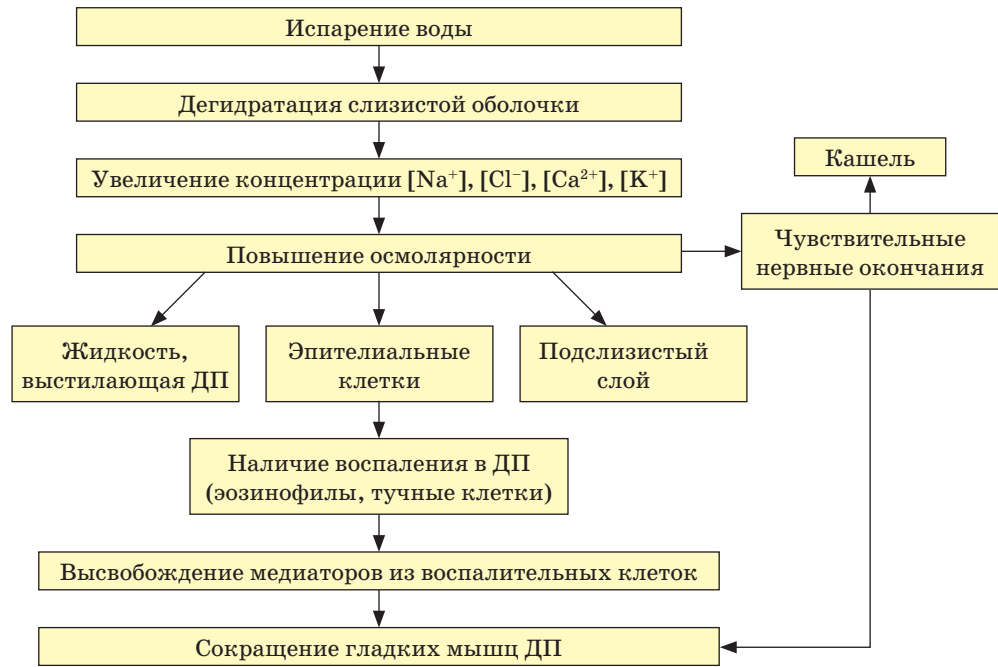 Испарение воды
Дегидратация слизистой оболочки
Увеличение концентрации [Na⁺], [Cl⁻], [Ca²⁺], [K⁺]
Кашель
Повышение осмолярности
Чувствительные
нервные окончания
Жидкость,
выстилающая ДП
Эпителиальные
клетки
Подслизистый
слой
Наличие воспаления в ДП
(эозинофилы, тучные клетки)
Высвобождение медиаторов из воспалительных клеток
Сокращение гладких мышц ДП